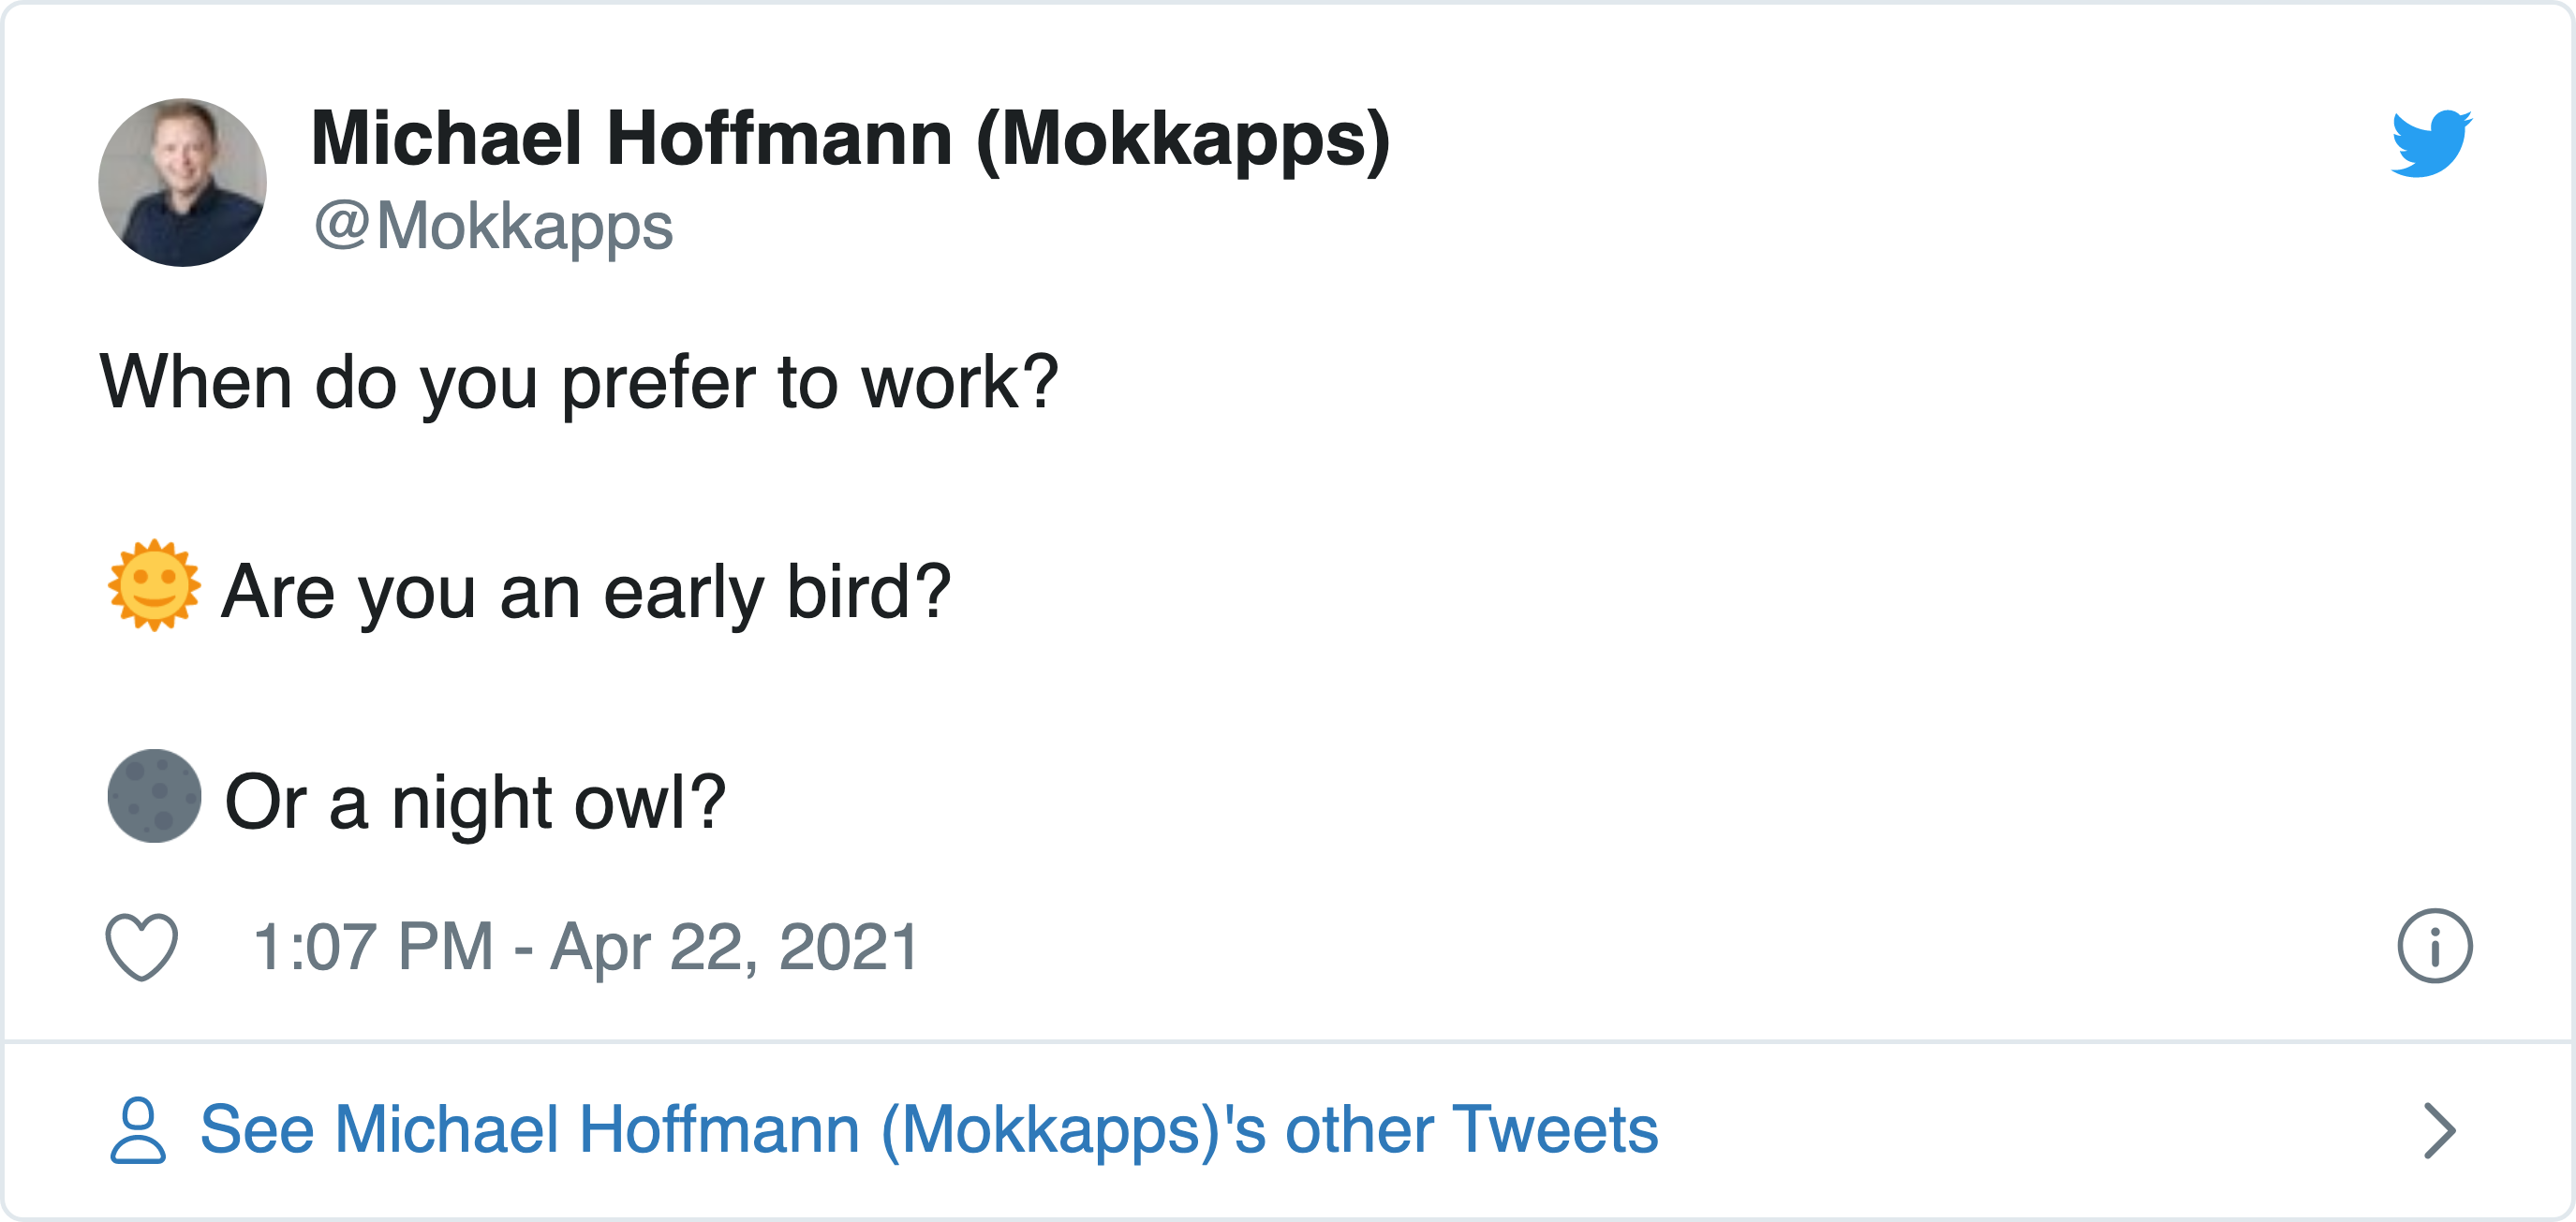 Michael Hoffmann (Mokkapps)
@Mokkapps
When do you prefer to work?
🌞 Are you an early bird?
🌑 Or a night owl?
1:07 PM - Apr 22, 2021
See Michael Hoffmann (Mokkapps)'s other Tweets